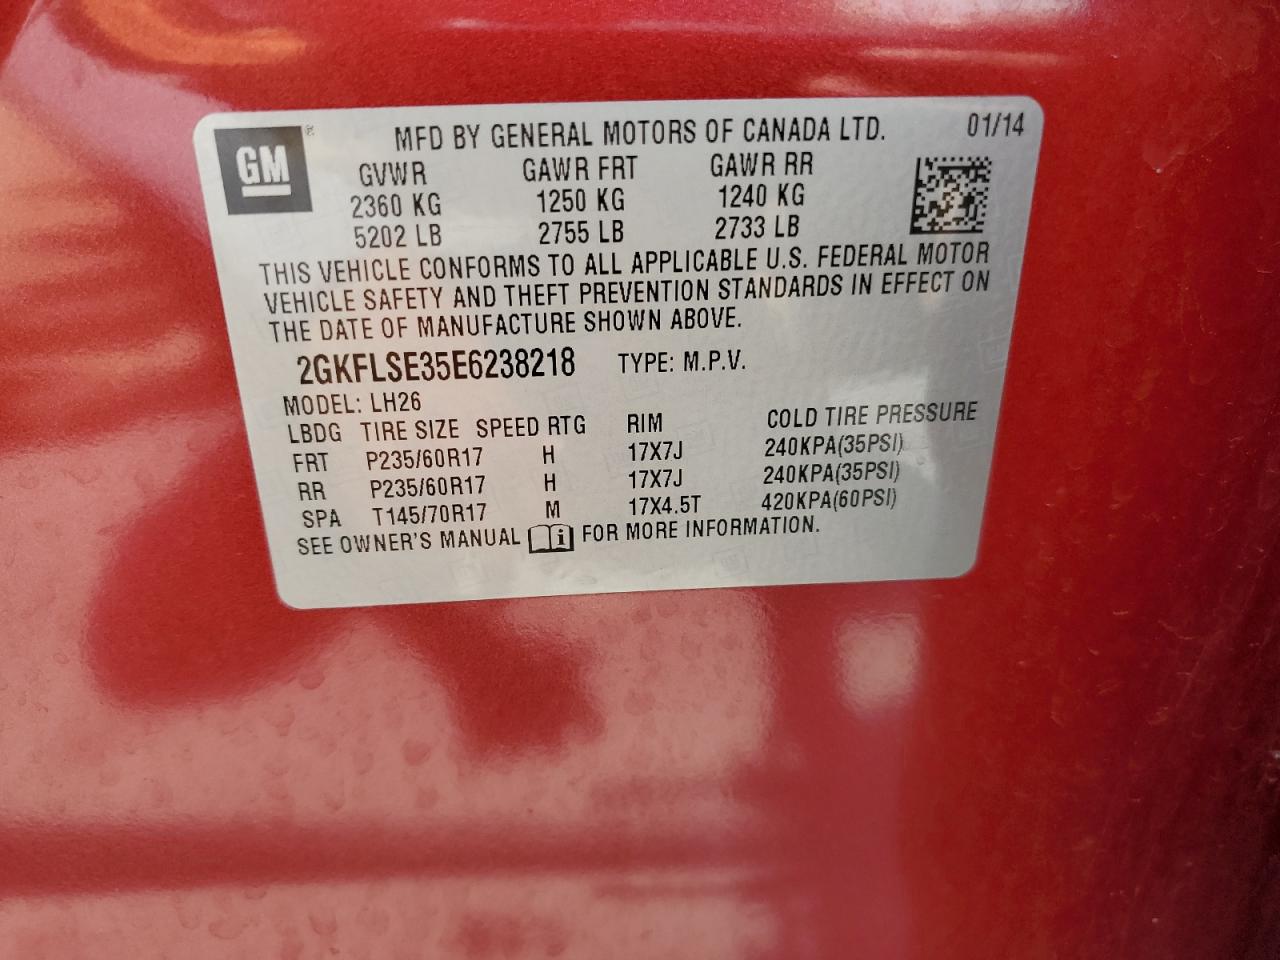 GM ® MFD BY GENERAL MOTORS OF CANADA LTD. 01/14
GVWR GAWR FRT GAWR RR
2360 KG 1250 KG 1240 KG
5202 LB 2755 LB 2733 LB
THIS VEHICLE CONFORMS TO ALL APPLICABLE U.S. FEDERAL MOTOR
VEHICLE SAFETY AND THEFT PREVENTION STANDARDS IN EFFECT ON
THE DATE OF MANUFACTURE SHOWN ABOVE.
2GKFLSE35E6238218 TYPE: M.P.V.
MODEL: LH26
LBDG TIRE SIZE SPEED RTG RIM COLD TIRE PRESSURE
FRT P235/60R17 H 17X7J 240KPA(35PSI)
RR P235/60R17 H 17X7J 240KPA(35PSI)
SPA T145/70R17 M 17X4.5T 420KPA(60PSI)
SEE OWNER'S MANUAL i FOR MORE INFORMATION.